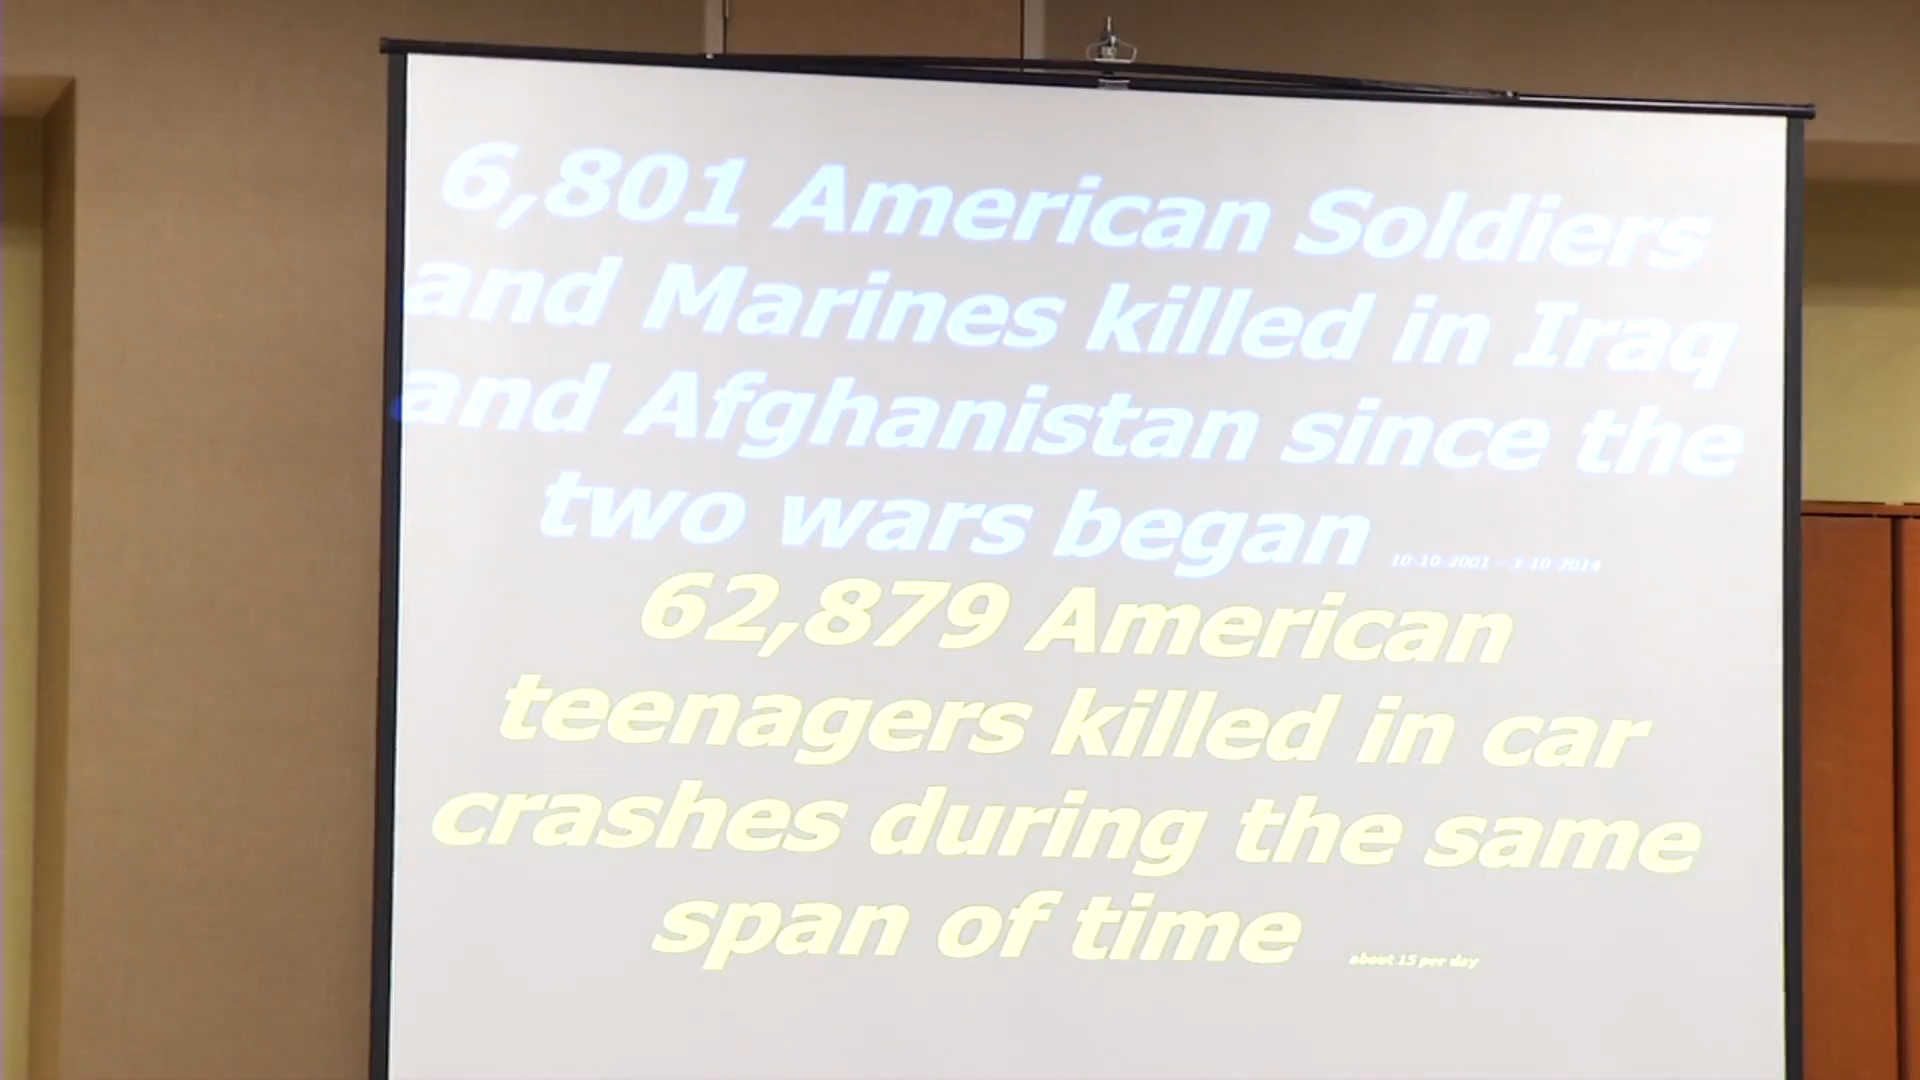 6,801 American Soldiers
and Marines killed in Iraq
and Afghanistan since the
two wars began 10-10-2001 - 3-10-2014
62,879 American
teenagers killed in car
crashes during the same
span of time about 15 per day